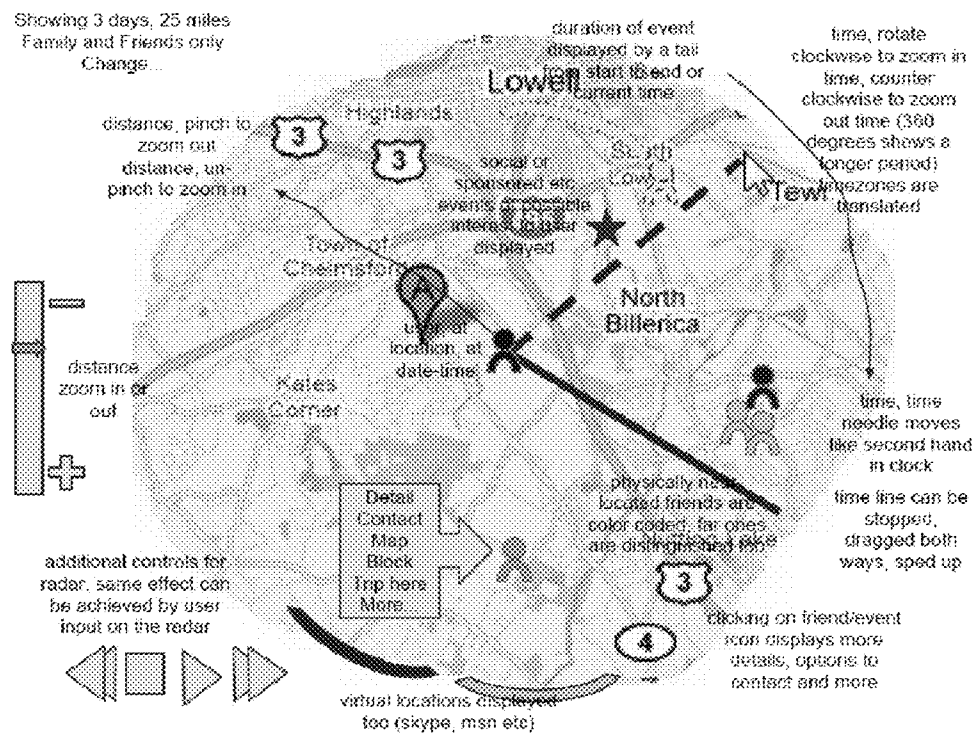 Showing 3 days, 25 miles
Family and Friends only
Change...
duration of event
displayed by a tail
from start to end or
current time
Lowell
time, rotate
clockwise to zoom in
time, counter
clockwise to zoom
out time (360
degrees shows a
longer period)
timezones are
translated
distance, pinch to
zoom out
distance, un-
pinch to zoom in
3
Highlands
3
social or
sponsored etc
events
interest
displayed
Tew
Town of
Chelmsford
A
user, at
location, at
date-time
North
Billerica
distance
zoom in or
out
Kates
Corner
time, time
needle moves
like second hand
in clock
time line can be
stopped,
dragged both
ways, sped up
physically near
located friends are
color coded, far ones
are distinguished too
Detail
Contact
Map
Block
Trip here
More...
3
4
additional controls for
radar, same effect can
be achieved by user
input on the radar
clicking on friend/event
icon displays more
details, options to
contact and more
virtual locations displayed
too (skype, msn etc)